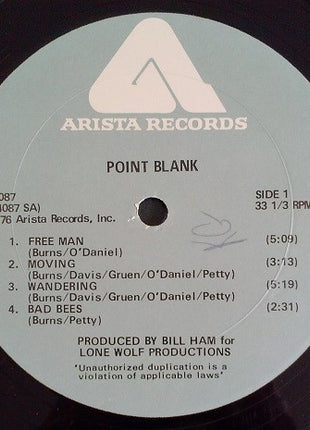 ARISTA RECORDS
POINT BLANK
087
4087 SA)
76 Arista Records, Inc.
SIDE 1
33 1/3 RPM
1. FREE MAN (5:09)
(Burns/O'Daniel)
2. MOVING (3:13)
(Burns/Davis/Gruen/O'Daniel/Petty)
3. WANDERING (5:19)
(Burns/Davis/Gruen/O'Daniel/Petty)
4. BAD BEES (2:31)
(Burns/Petty)
PRODUCED BY BILL HAM for
LONE WOLF PRODUCTIONS
'Unauthorized duplication is a
violation of applicable laws'